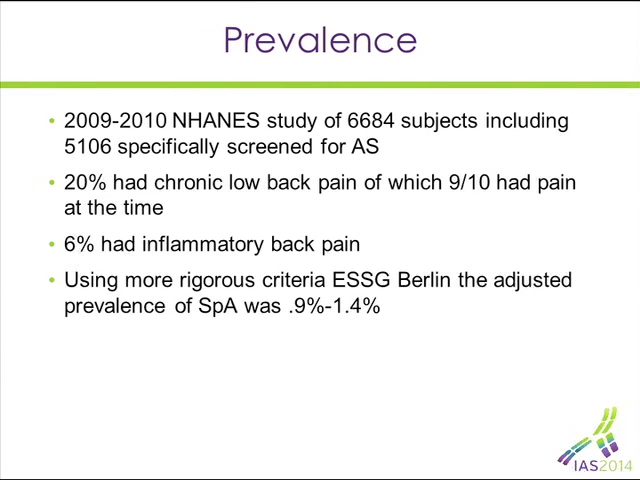 Prevalence
• 2009-2010 NHANES study of 6684 subjects including
5106 specifically screened for AS
• 20% had chronic low back pain of which 9/10 had pain
at the time
• 6% had inflammatory back pain
• Using more rigorous criteria ESSG Berlin the adjusted
prevalence of SpA was .9%-1.4%
IAS2014